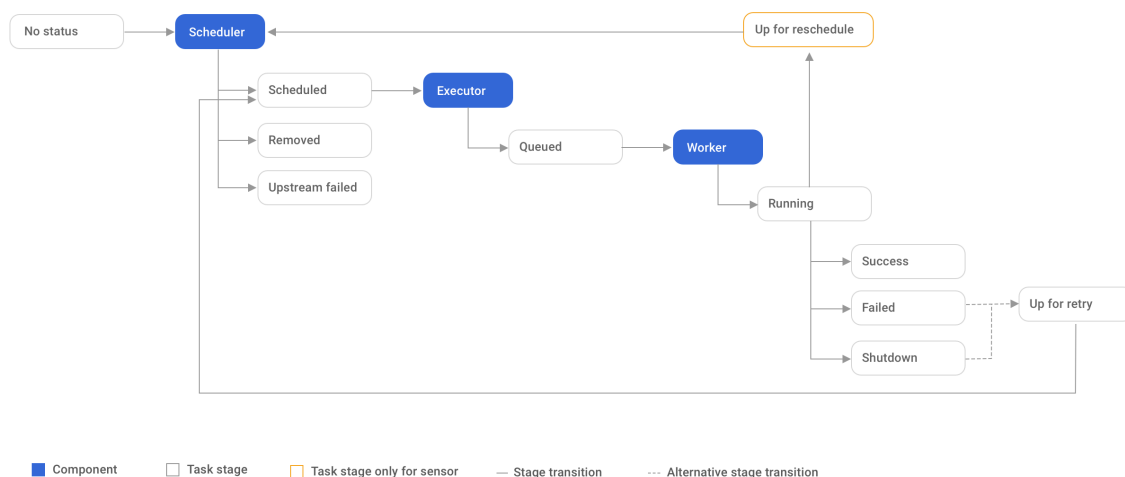 No status
Scheduler
Up for reschedule
Scheduled
Executor
Removed
Queued
Worker
Upstream failed
Running
Success
Failed
Up for retry
Shutdown
Component
Task stage
Task stage only for sensor
Stage transition
Alternative stage transition